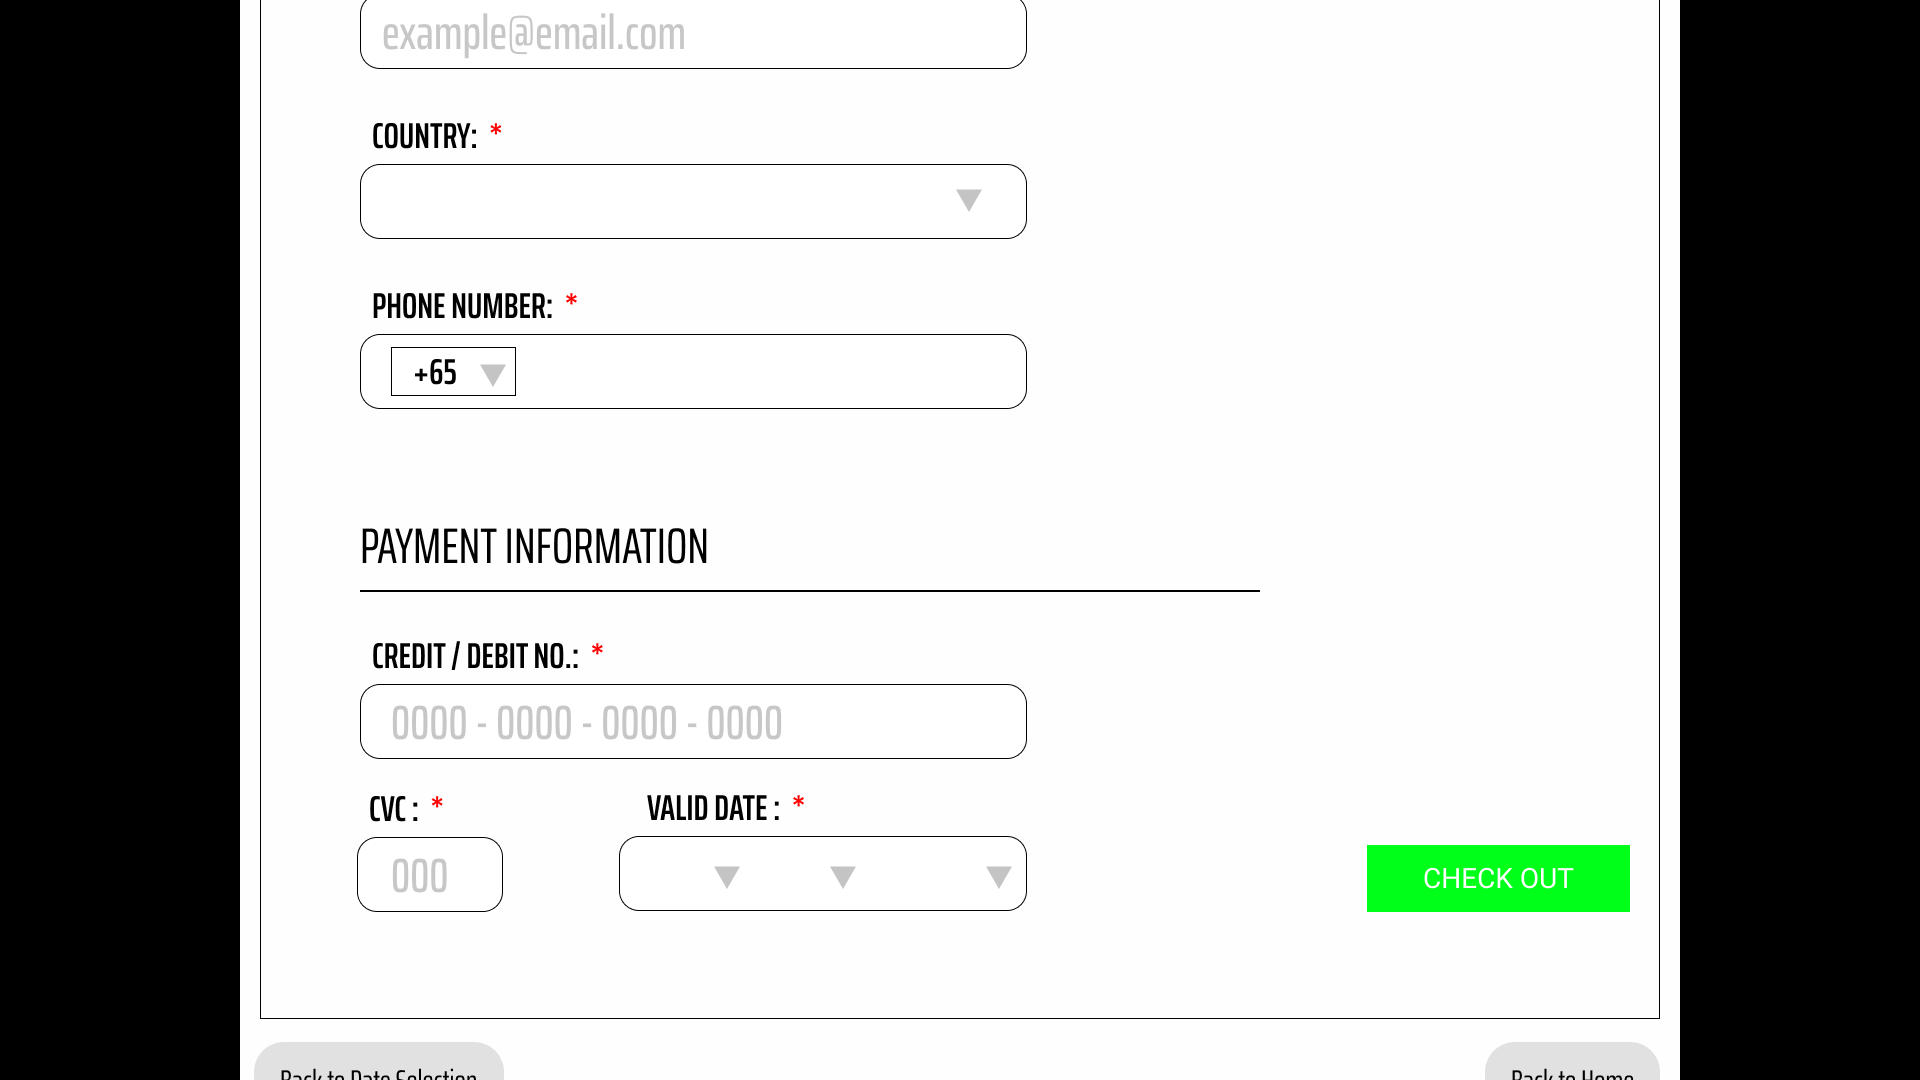 example@email.com
COUNTRY: *
PHONE NUMBER: *
+65
PAYMENT INFORMATION
CREDIT / DEBIT NO.: *
0000 - 0000 - 0000 - 0000
CVC : * VALID DATE : *
000
CHECK OUT
Back to Date Selection Back to Home